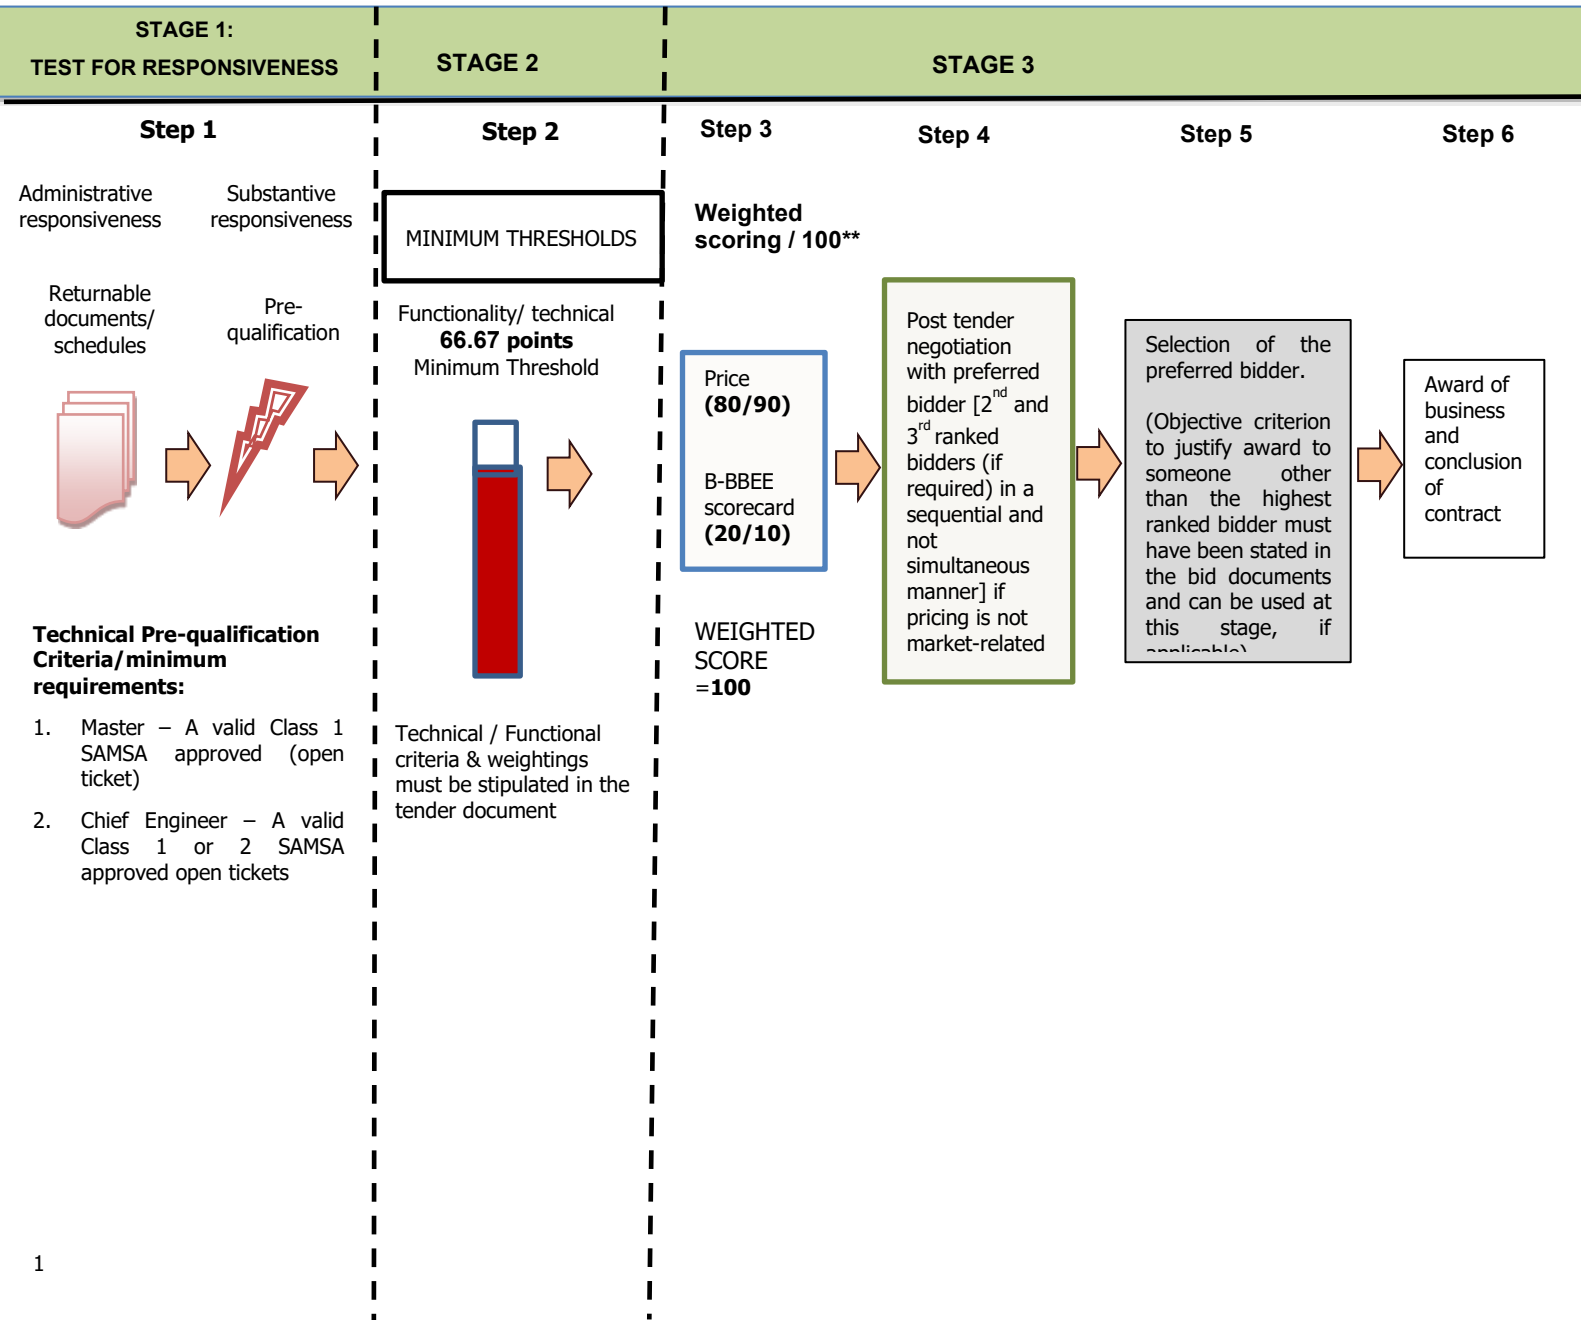 STAGE 1:
TEST FOR RESPONSIVENESS
STAGE 2
STAGE 3
Step 1
Step 2
Step 3
Step 4
Step 5
Step 6
Administrative
responsiveness
Substantive
responsiveness
Returnable
documents/
schedules
Pre-
qualification
Technical Pre-qualification
Criteria/minimum
requirements:
1. Master – A valid Class 1
SAMSA approved (open
ticket)
2. Chief Engineer – A valid
Class 1 or 2 SAMSA
approved open tickets
MINIMUM THRESHOLDS
Functionality/ technical
66.67 points
Minimum Threshold
Technical / Functional
criteria & weightings
must be stipulated in the
tender document
Weighted
scoring / 100**
Price
(80/90)
B-BBEE
scorecard
(20/10)
WEIGHTED
SCORE
=100
Post tender
negotiation
with preferred
bidder [2nd and
3rd ranked
bidders (if
required) in a
sequential and
not
simultaneous
manner] if
pricing is not
market-related
Selection of the
preferred bidder.
(Objective criterion
to justify award to
someone other
than the highest
ranked bidder must
have been stated in
the bid documents
and can be used at
this stage, if
applicable)
Award of
business
and
conclusion
of
contract
1